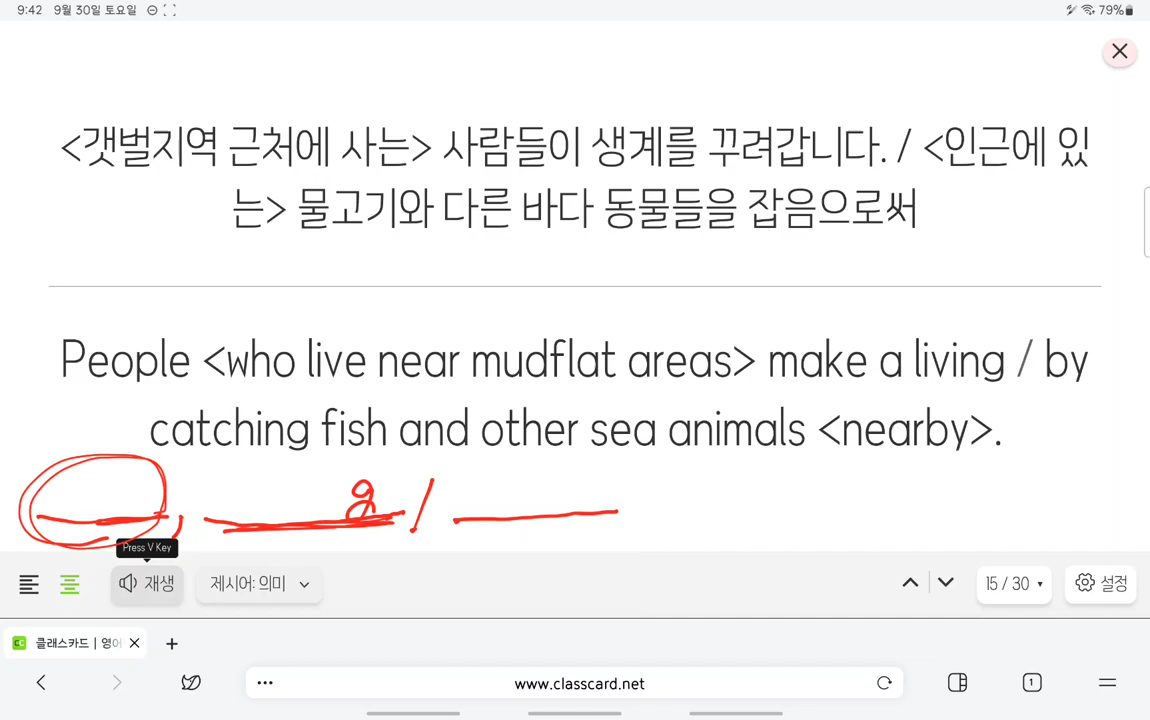 9:42 9월 30일 토요일 79%
<갯벌지역 근처에 사는> 사람들이 생계를 꾸려갑니다. / <인근에 있
는> 물고기와 다른 바다 동물들을 잡음으로써
People <who live near mudflat areas> make a living / by
catching fish and other sea animals <nearby>.
Press V Key
재생 제시어: 의미 15 / 30 설정
클래스카드 | 영어
www.classcard.net 1